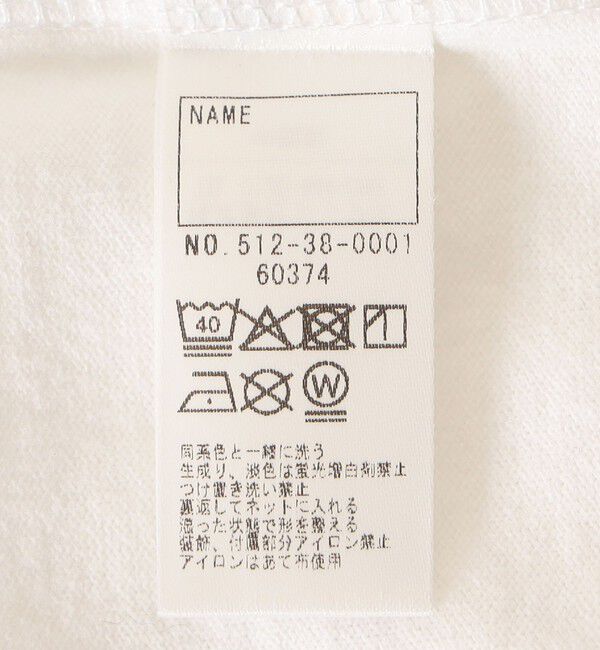 NAME
NO. 512-38-0001
60374
40
W
同系色と一緒に洗う
生成り、淡色は蛍光増白剤禁止
つけ置き洗い禁止
裏返してネットに入れる
湿った状態で形を整える
装飾、付属部分アイロン禁止
アイロンはあて布使用